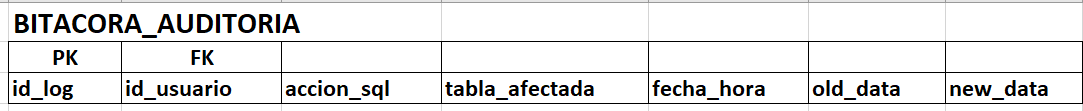 BITACORA_AUDITORIA
PK FK
id_log id_usuario accion_sql tabla_afectada fecha_hora old_data new_data